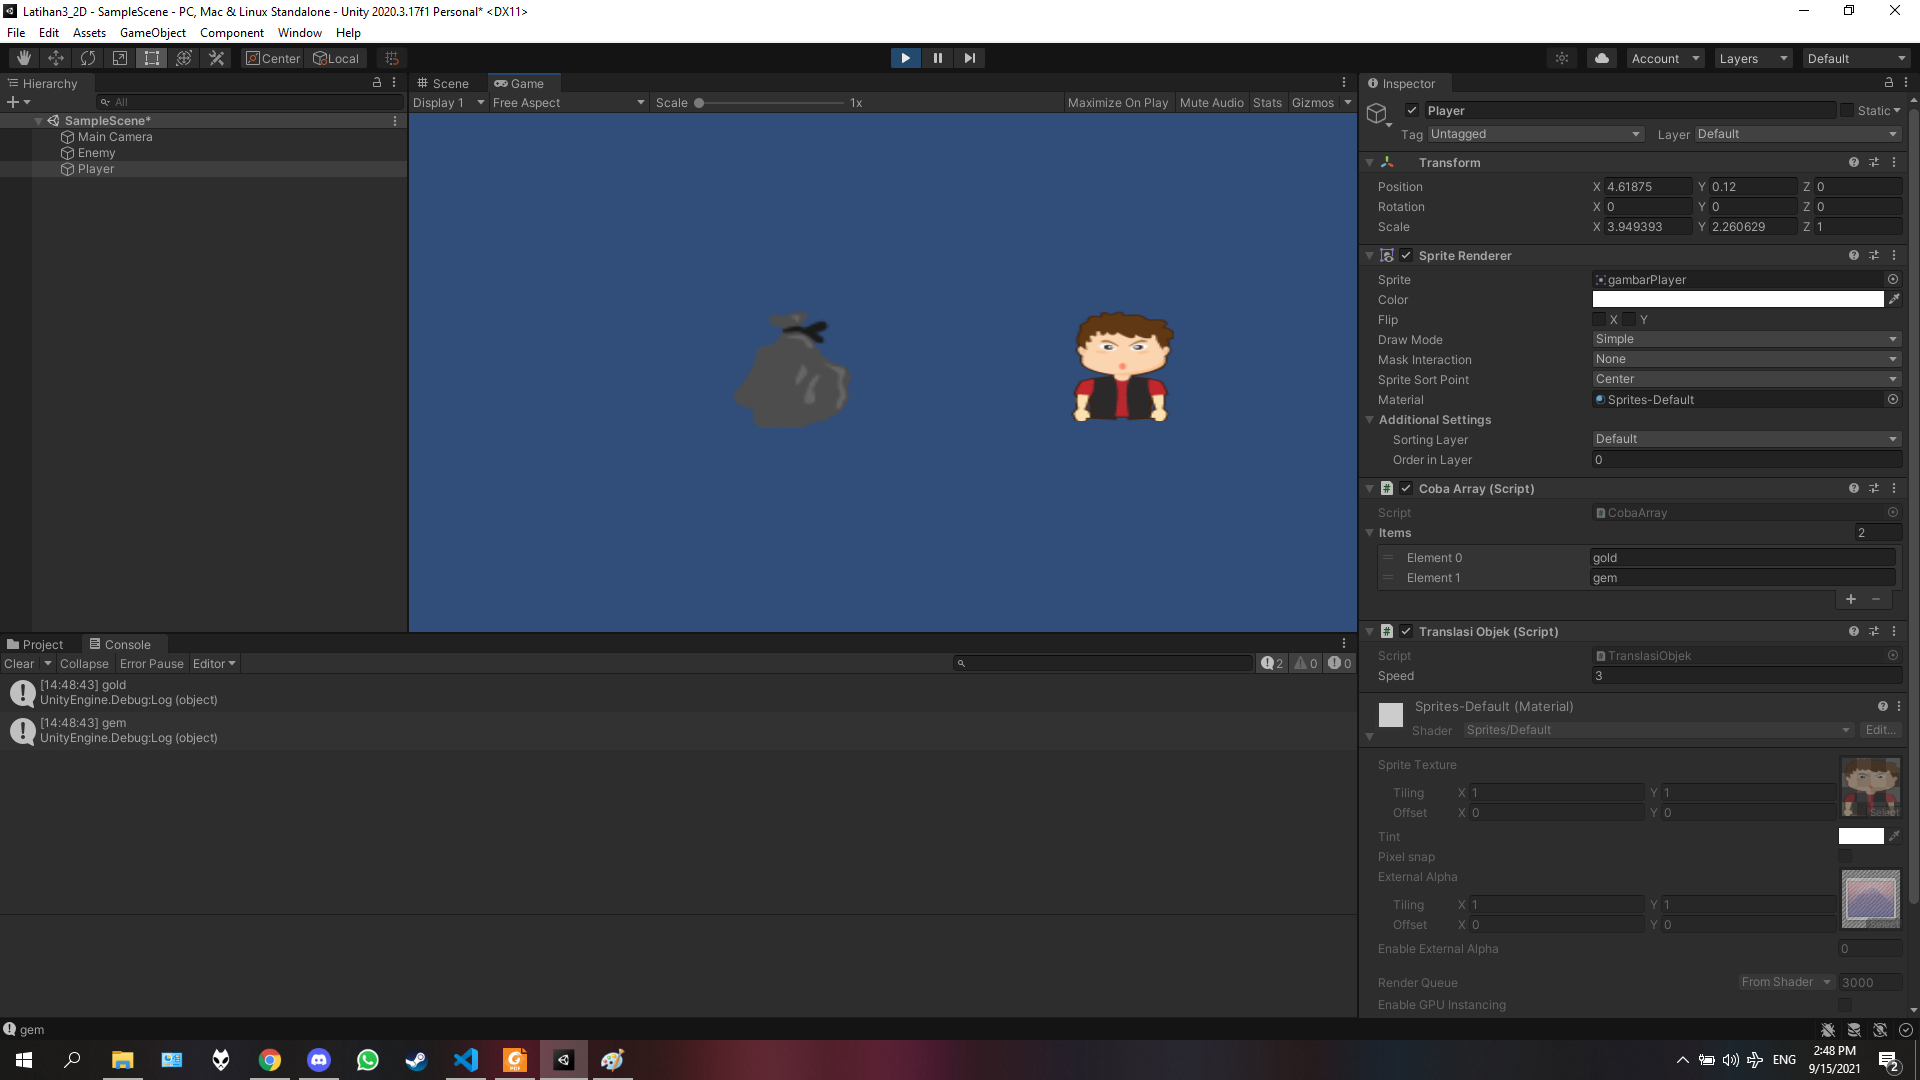 Latihan3_2D - SampleScene - PC, Mac & Linux Standalone - Unity 2020.3.17f1 Personal* <DX11>
File Edit Assets GameObject Component Window Help
Center Local Account Layers Default
Hierarchy
All
SampleScene*
Main Camera
Enemy
Player
Scene Game
Display 1 Free Aspect Scale 1x Maximize On Play Mute Audio Stats Gizmos
Inspector
Player Static
Tag Untagged Layer Default
Transform
Position X 4.61875 Y 0.12 Z 0
Rotation X 0 Y 0 Z 0
Scale X 3.949393 Y 2.260629 Z 1
Sprite Renderer
Sprite gambarPlayer
Color
Flip X Y
Draw Mode Simple
Mask Interaction None
Sprite Sort Point Center
Material Sprites-Default
Additional Settings
Sorting Layer Default
Order in Layer 0
Coba Array (Script)
Script CobaArray
Items 2
Element 0 gold
Element 1 gem
Translasi Objek (Script)
Script TranslasiObjek
Speed 3
Sprites-Default (Material)
Shader Sprites/Default Edit...
Sprite Texture
Tiling X 1 Y 1
Offset X 0 Y 0
Select
Tint
Pixel snap
External Alpha
Tiling X 1 Y 1
Offset X 0 Y 0
Select
Enable External Alpha 0
Render Queue From Shader 3000
Enable GPU Instancing
Project Console
Clear Collapse Error Pause Editor 2 0 0
[14:48:43] gold
UnityEngine.Debug:Log (object)
[14:48:43] gem
UnityEngine.Debug:Log (object)
gem
PDF
ENG
2:48 PM
9/15/2021
2